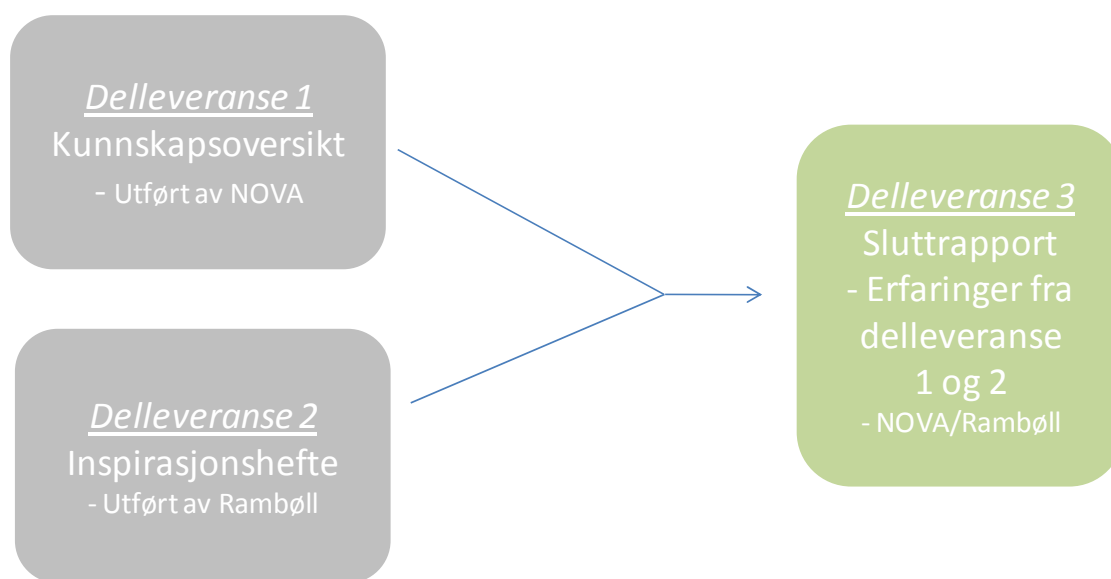 Delleveranse 1
Kunnskapsoversikt
- Utført av NOVA
Delleveranse 2
Inspirasjonshefte
- Utført av Rambøll
Delleveranse 3
Sluttrapport
- Erfaringer fra
delleveranse
1 og 2
- NOVA/Rambøll